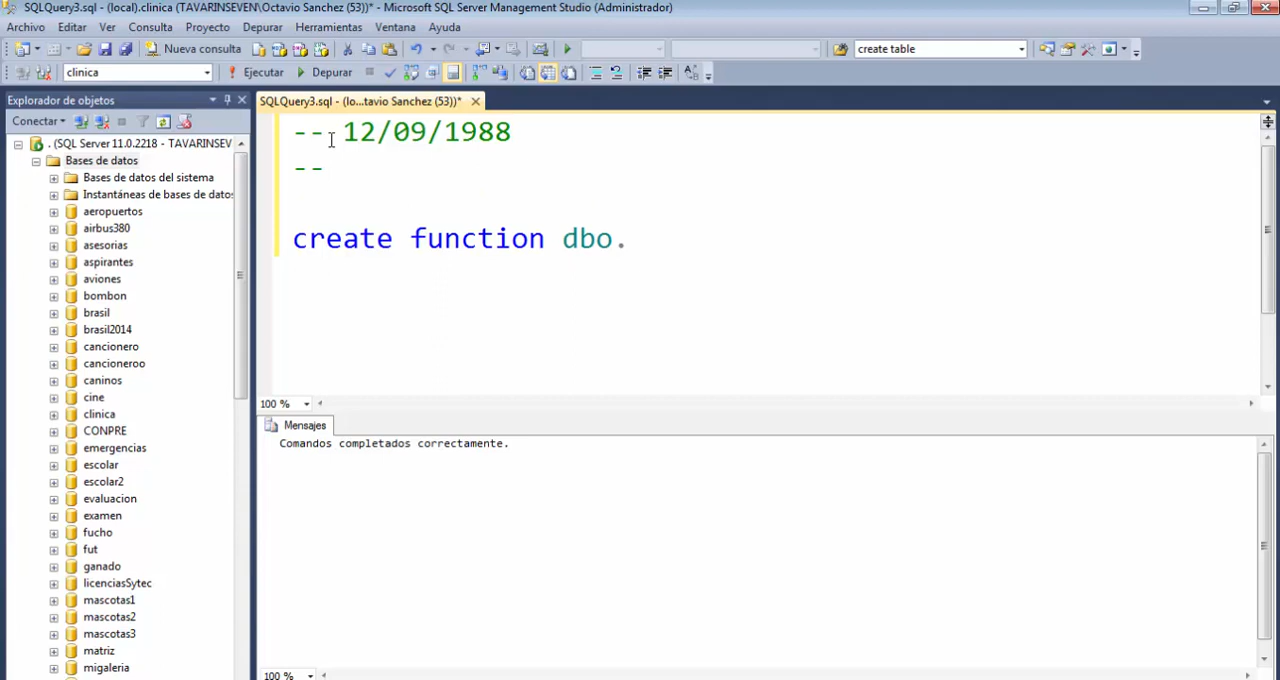 SQLQuery3.sql - (local).clinica (TAVARINSEVEN\Octavio Sanchez (53))* - Microsoft SQL Server Management Studio (Administrador)
Archivo Editar Ver Consulta Proyecto Depurar Herramientas Ventana Ayuda
Nueva consulta create table
clinica Ejecutar Depurar
Explorador de objetos
SQLQuery3.sql - (lo...tavio Sanchez (53))*
Conectar
. (SQL Server 11.0.2218 - TAVARINSEV
Bases de datos
Bases de datos del sistema
Instantáneas de bases de dato
aeropuertos
airbus380
asesorias
aspirantes
aviones
bombon
brasil
brasil2014
cancionero
cancioneroo
caninos
cine
clinica
CONPRE
emergencias
escolar
escolar2
evaluacion
examen
fucho
fut
ganado
licenciasSytec
mascotas1
mascotas2
mascotas3
matriz
migaleria
-- 12/09/1988
--
create function dbo.
100 %
Mensajes
Comandos completados correctamente.
100 %